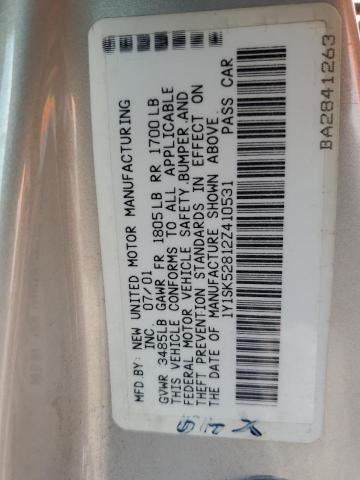 MFD.BY: NEW UNITED MOTOR MANUFACTURING
INC. 07/01
GVWR 3485LB GAWR FR 1805LB RR 1700LB
THIS VEHICLE CONFORMS TO ALL APPLICABLE
FEDERAL MOTOR VEHICLE SAFETY.BUMPER.AND
THEFT PREVENTION STANDARDS IN EFFECT ON
THE DATE OF MANUFACTURE SHOWN ABOVE.
1Y1SK52812Z410531 PASS CAR
BA2841263